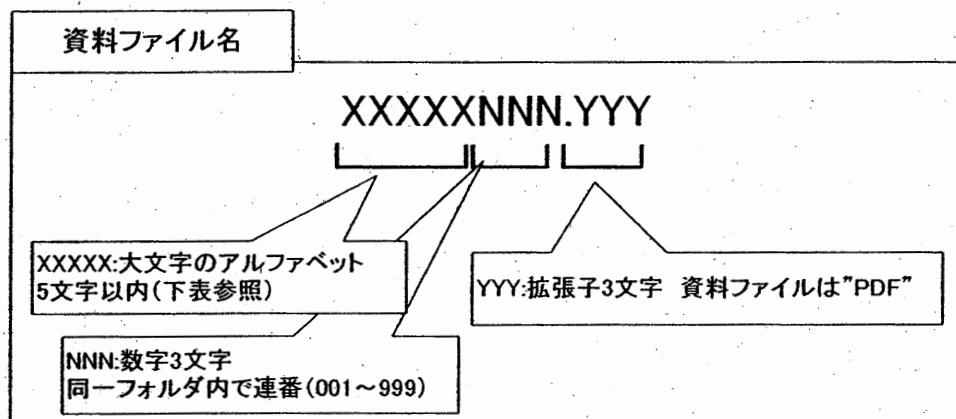 資料ファイル名
XXXXXNNN.YYY
XXXXX:大文字のアルファベット
5文字以内(下表参照)
YYY:拡張子3文字 資料ファイルは"PDF"
NNN:数字3文字
同一フォルダ内で連番(001～999)